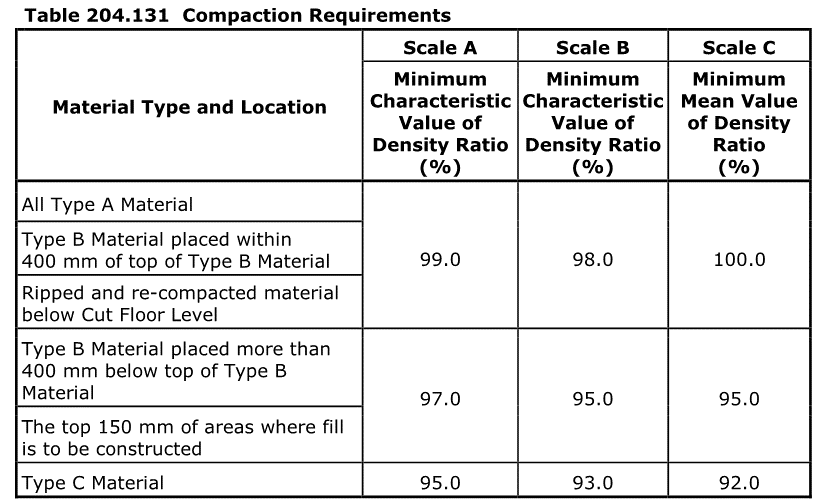 Table 204.131  Compaction Requirements
Scale A
Scale B
Scale C
Material Type and Location
Minimum
Characteristic
Value of
Density Ratio
(%)
Minimum
Characteristic
Value of
Density Ratio
(%)
Minimum
Mean Value
of Density
Ratio
(%)
All Type A Material
Type B Material placed within
400 mm of top of Type B Material
Ripped and re-compacted material
below Cut Floor Level
99.0
98.0
100.0
Type B Material placed more than
400 mm below top of Type B
Material
The top 150 mm of areas where fill
is to be constructed
97.0
95.0
95.0
Type C Material
95.0
93.0
92.0